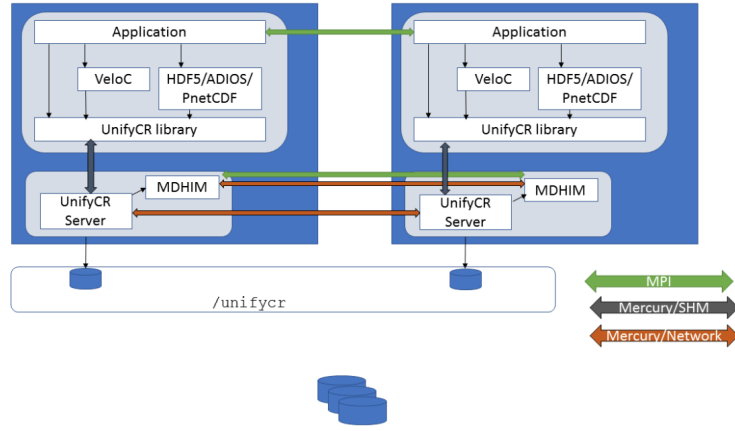 Application
VeloC
HDF5/ADIOS/
PnetCDF
UnifyCR library
MDHIM
UnifyCR
Server
Application
VeloC
HDF5/ADIOS/
PnetCDF
UnifyCR library
MDHIM
UnifyCR
Server
/unifycr
MPI
Mercury/SHM
Mercury/Network